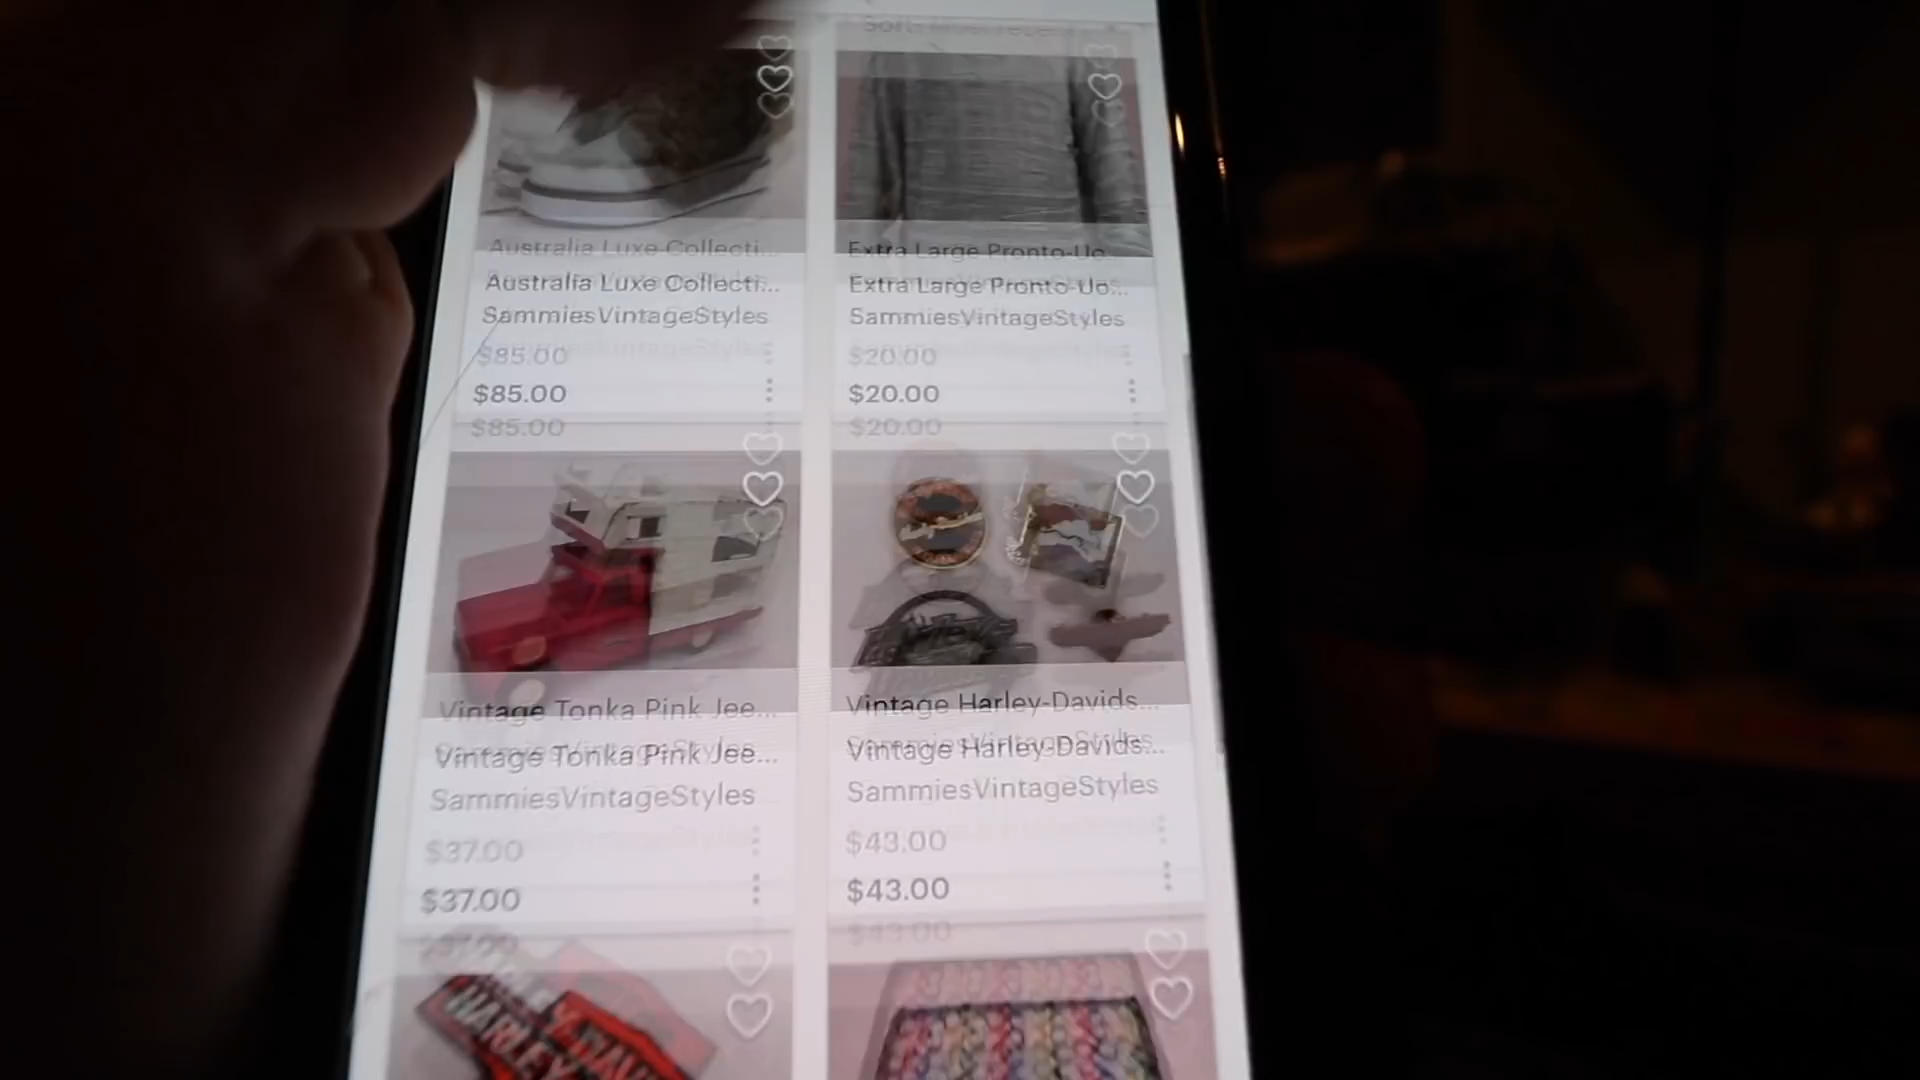 Australia Luxe Collecti...
SammiesVintageStyles
$85.00
Extra Large Pronto-Uo...
SammiesVintageStyles
$20.00
Vintage Tonka Pink Jee...
SammiesVintageStyles
$37.00
Vintage Harley-Davids...
SammiesVintageStyles
$43.00
HARLEY